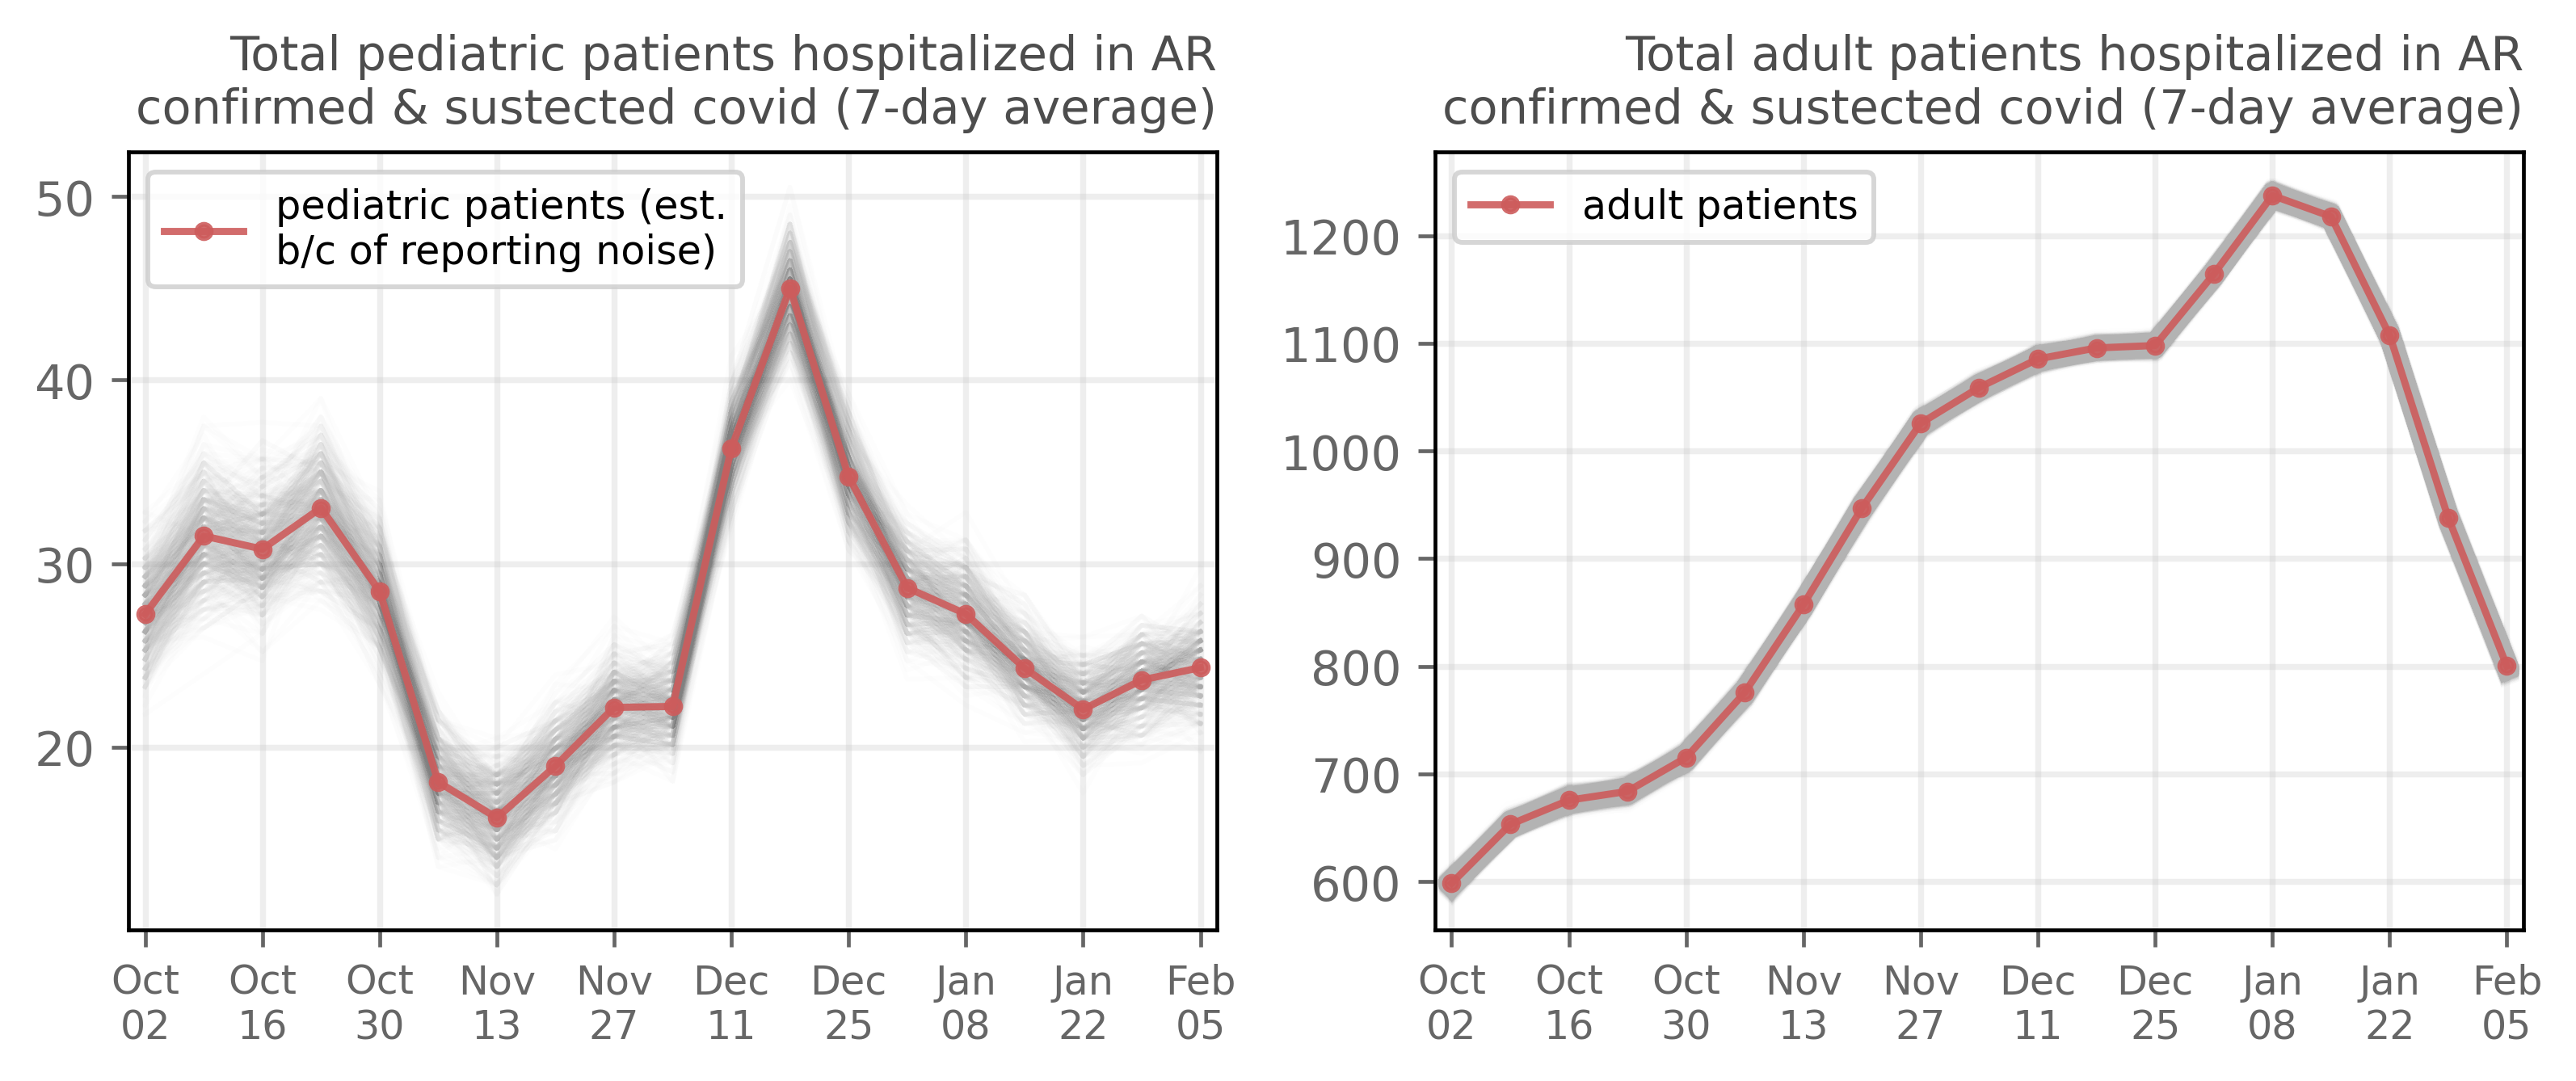 Total pediatric patients hospitalized in AR
confirmed & sustected covid (7-day average)
pediatric patients (est.
b/c of reporting noise)
50
40
30
20
Oct Oct Oct Nov Nov Dec Dec Jan Jan Feb
02 16 30 13 27 11 25 08 22 05
Total adult patients hospitalized in AR
confirmed & sustected covid (7-day average)
adult patients
1200
1100
1000
900
800
700
600
Oct Oct Oct Nov Nov Dec Dec Jan Jan Feb
02 16 30 13 27 11 25 08 22 05